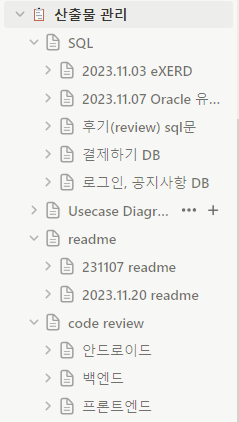 산출물 관리
SQL
2023.11.03 eXERD
2023.11.07 Oracle 유...
후기(review) sql문
결제하기 DB
로그인, 공지사항 DB
Usecase Diagr...
readme
231107 readme
2023.11.20 readme
code review
안드로이드
백엔드
프론트엔드